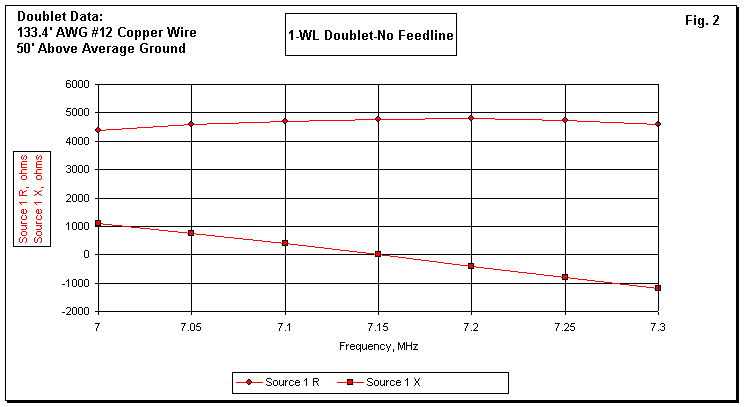 Doublet Data:
133.4' AWG #12 Copper Wire
50' Above Average Ground
1-WL Doublet-No Feedline
Fig. 2
6000
5000
4000
3000
2000
1000
0
-1000
-2000
Source 1 R, ohms
Source 1 X, ohms
7
7.05
7.1
7.15
7.2
7.25
7.3
Frequency, MHz
Source 1 R
Source 1 X